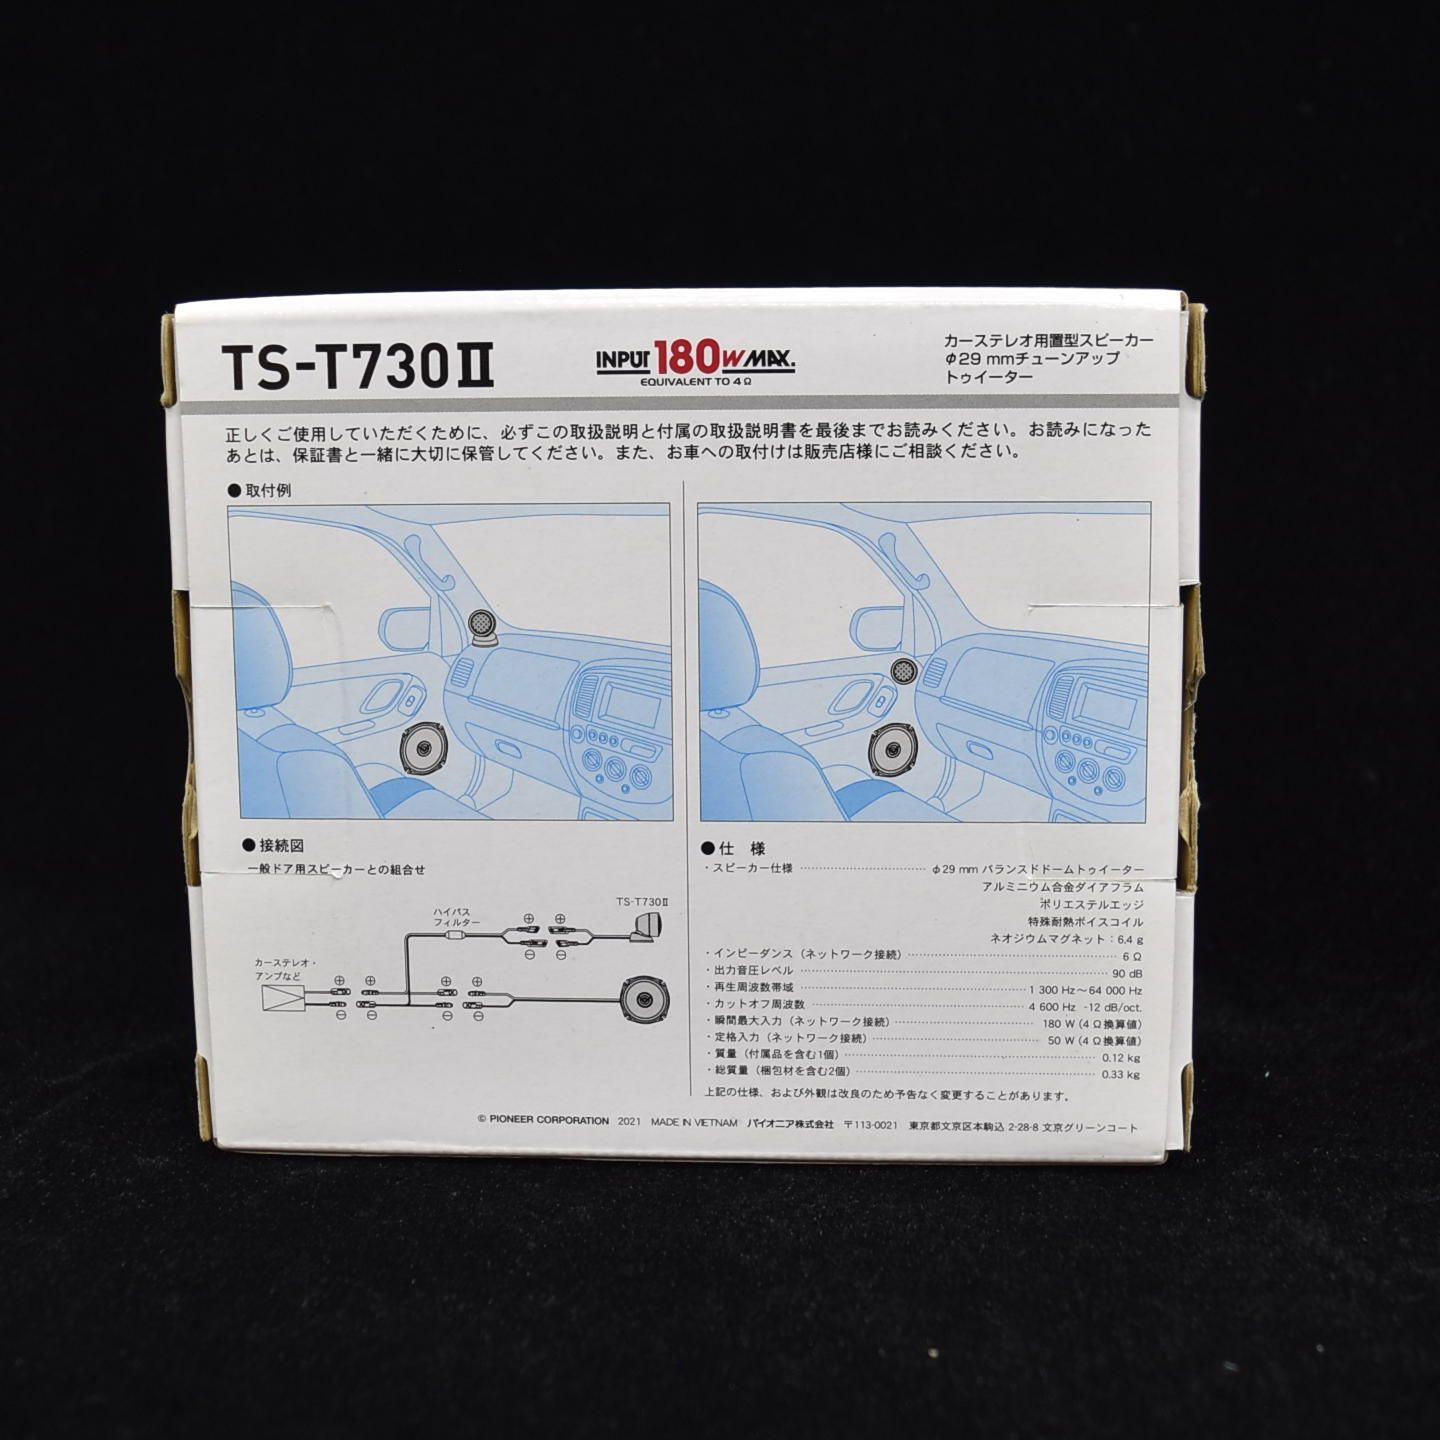 TS-T730II
INPUT 180WMAX.
EQUIVALENT TO 4Ω
カーステレオ用置型スピーカー
φ29 mmチューンアップ
トゥイーター
正しくご使用していただくために、必ずこの取扱説明と付属の取扱説明書を最後までお読みください。お読みになった
あとは、保証書と一緒に大切に保管してください。また、お車への取付けは販売店様にご相談ください。
●取付例
●接続図
一般ドア用スピーカーとの組合せ
TS-T730II
ハイパス
フィルター
⊕ ⊕
⊖ ⊖
カーステレオ・
アンプなど
⊕ ⊕ ⊕ ⊕
⊖ ⊖ ⊖ ⊖
●仕 様
・スピーカー仕様 φ29 mm バランスドドームトゥイーター
アルミニウム合金ダイアフラム
ポリエステルエッジ
特殊耐熱ボイスコイル
ネオジウムマグネット：6.4 g
・インピーダンス（ネットワーク接続） 6 Ω
・出力音圧レベル 90 dB
・再生周波数帯域 1 300 Hz～64 000 Hz
・カットオフ周波数 4 600 Hz -12 dB/oct.
・瞬間最大入力（ネットワーク接続） 180 W（4 Ω換算値）
・定格入力（ネットワーク接続） 50 W（4 Ω換算値）
・質量（付属品を含む1個） 0.12 kg
・総質量（梱包材を含む2個） 0.33 kg
上記の仕様、および外観は改良のため予告なく変更することがあります。
© PIONEER CORPORATION 2021 MADE IN VIETNAM パイオニア株式会社 〒113-0021 東京都文京区本駒込 2-28-8 文京グリーンコート